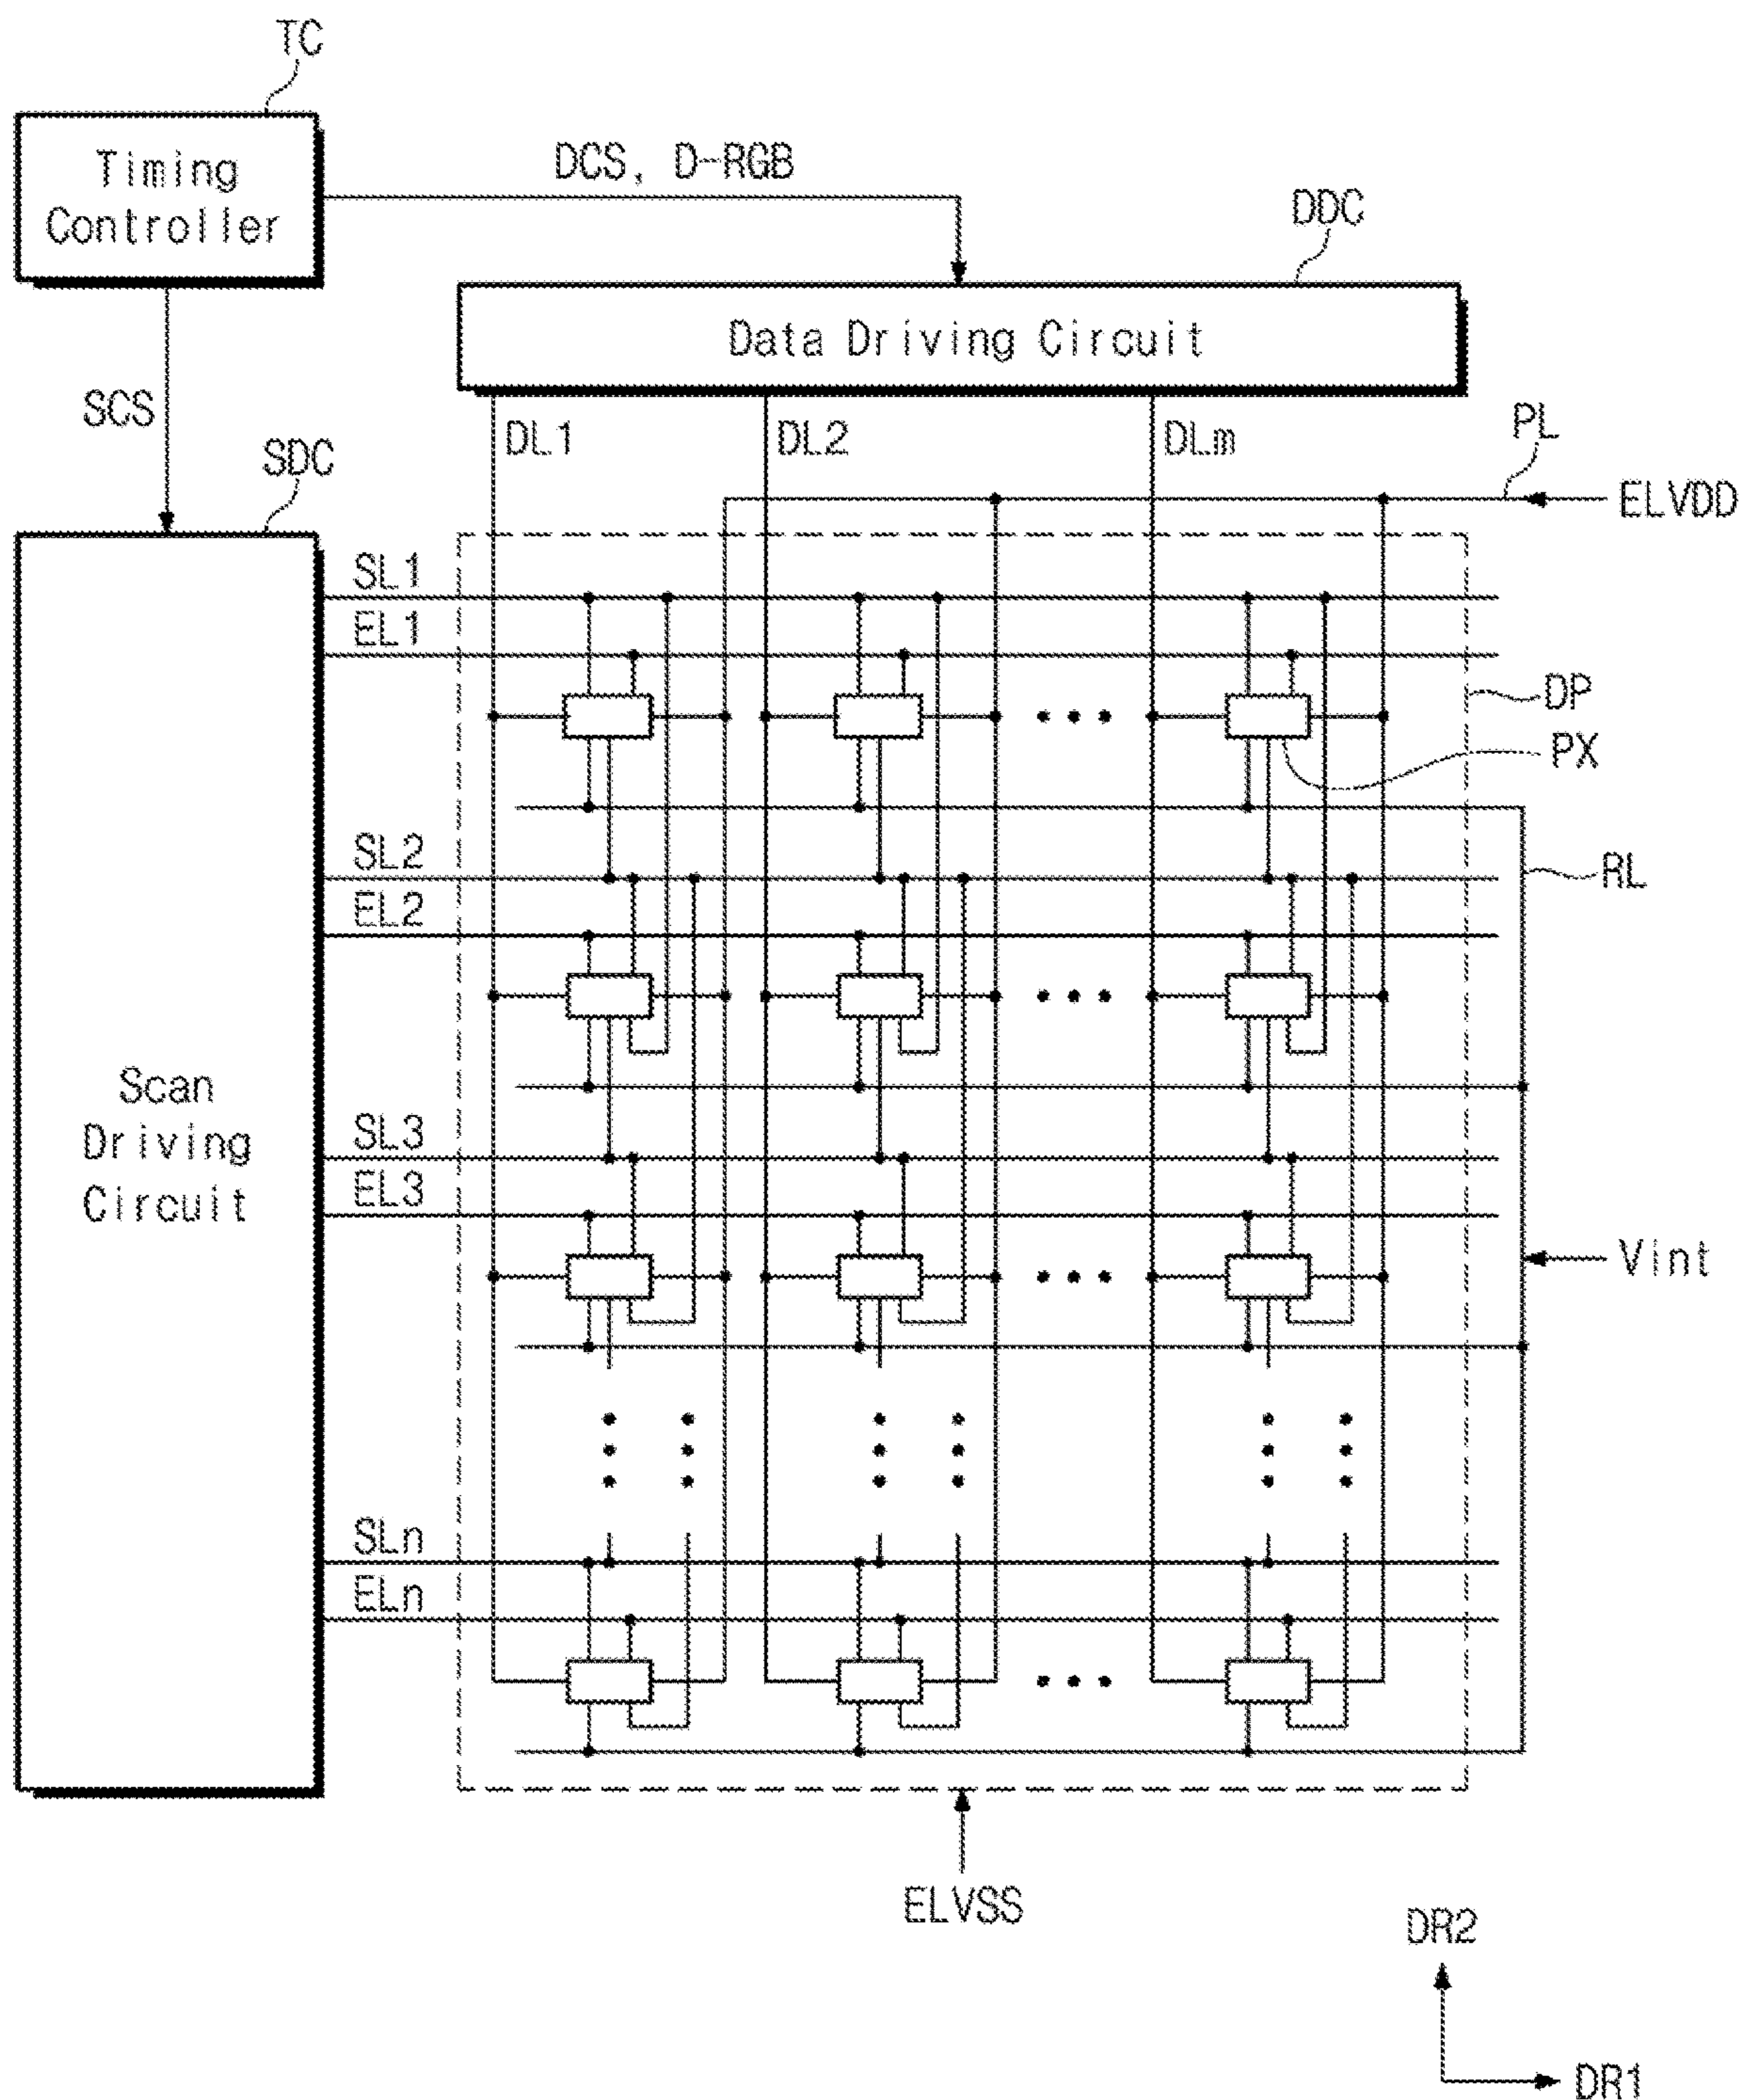 TC
Timing
Controller
DCS, D-RGB
DDC
Data Driving Circuit
SCS
SDC
DL1
DL2
DLm
PL
ELVDD
SL1
EL1
DP
PX
SL2
EL2
RL
Scan
Driving
Circuit
SL3
EL3
Vint
SLn
ELn
ELVSS
DR2
DR1